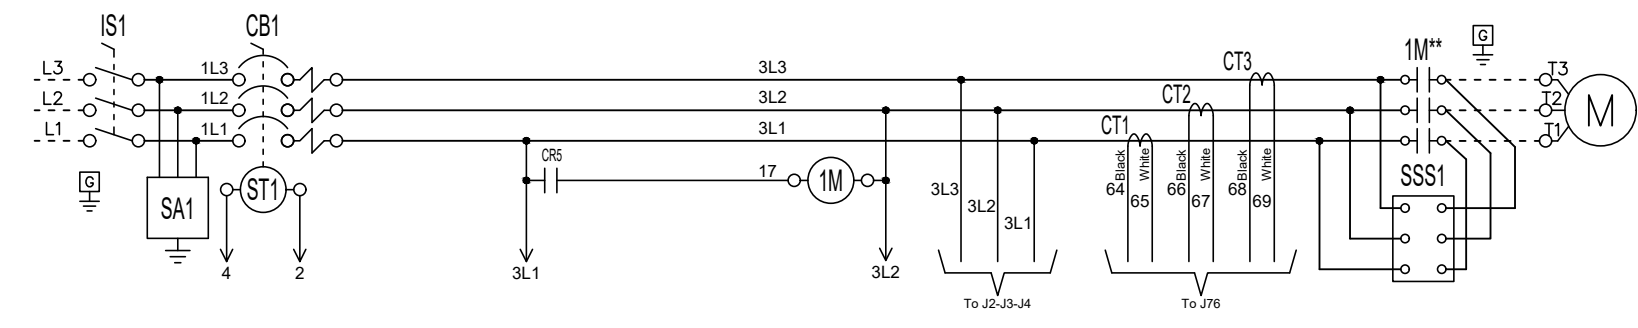 IS1
CB1
L3
L2
L1
1L3
1L2
1L1
3L3
3L2
3L1
CT3
CT2
CT1
1M**
G
T3
T2
T1
M
G
SA1
ST1
4
2
CR5
17
1M
3L1
3L2
3L3
3L2
3L1
To J2-J3-J4
64
Black
White
65
66
Black
White
67
68
Black
White
69
To J76
SSS1